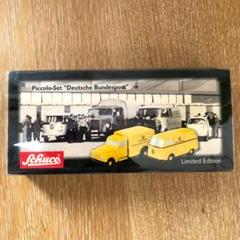 Piccolo-Set "Deutsche Bundespost"
Schuco
Limited Edition